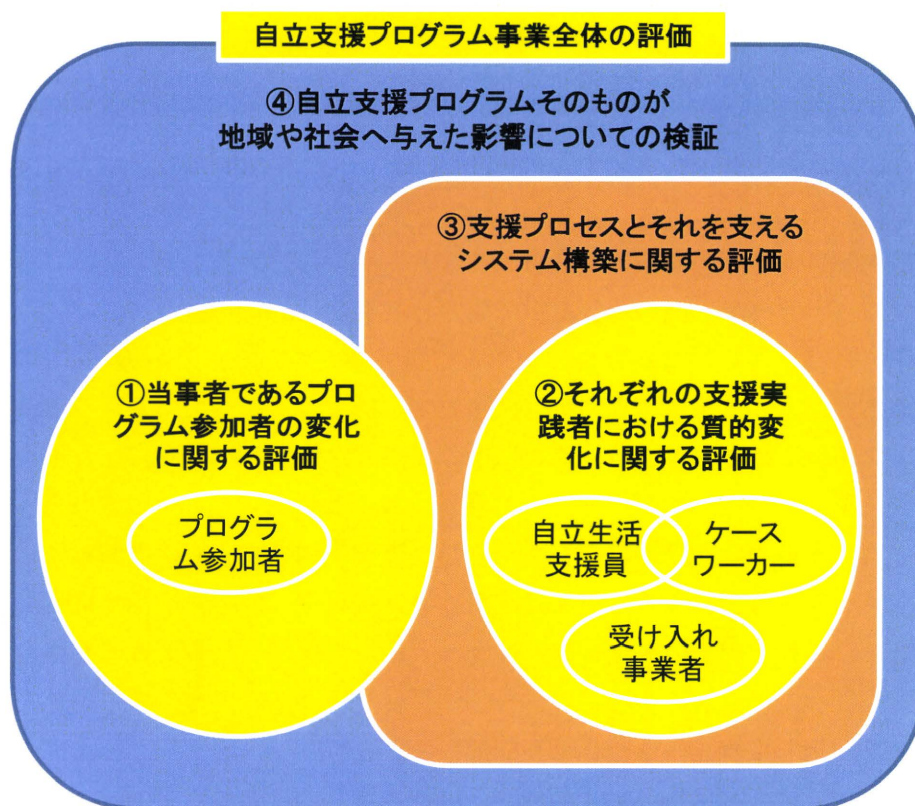 自立支援プログラム事業全体の評価
④自立支援プログラムそのものが
地域や社会へ与えた影響についての検証
③支援プロセスとそれを支える
システム構築に関する評価
①当事者であるプロ
グラム参加者の変化
に関する評価
プログラ
ム参加者
②それぞれの支援実
践者における質的変
化に関する評価
自立生活
支援員
ケース
ワーカー
受け入れ
事業者